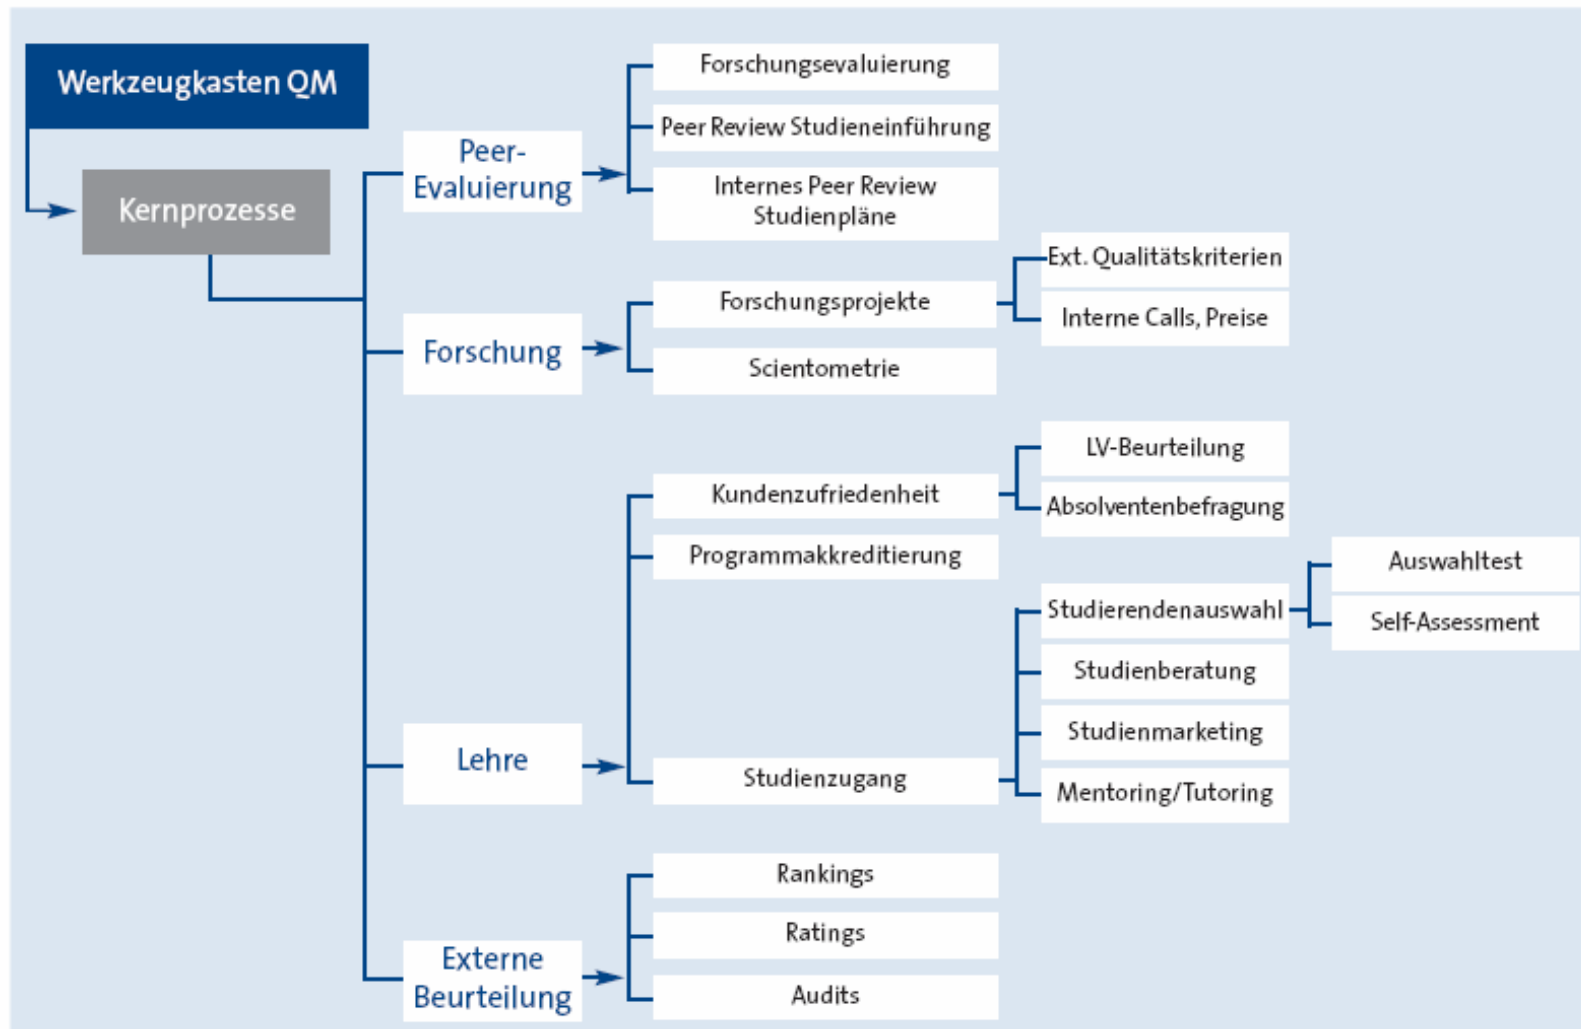 Werkzeugkasten QM
Kernprozesse
Peer-
Evaluierung
Forschungsevaluierung
Peer Review Studieneinführung
Internes Peer Review
Studienpläne
Forschung
Forschungsprojekte
Ext. Qualitätskriterien
Interne Calls, Preise
Scientometrie
Lehre
Kundenzufriedenheit
LV-Beurteilung
Absolventenbefragung
Programmakkreditierung
Studienzugang
Studierendenauswahl
Auswahltest
Self-Assessment
Studienberatung
Studienmarketing
Mentoring/Tutoring
Externe
Beurteilung
Rankings
Ratings
Audits